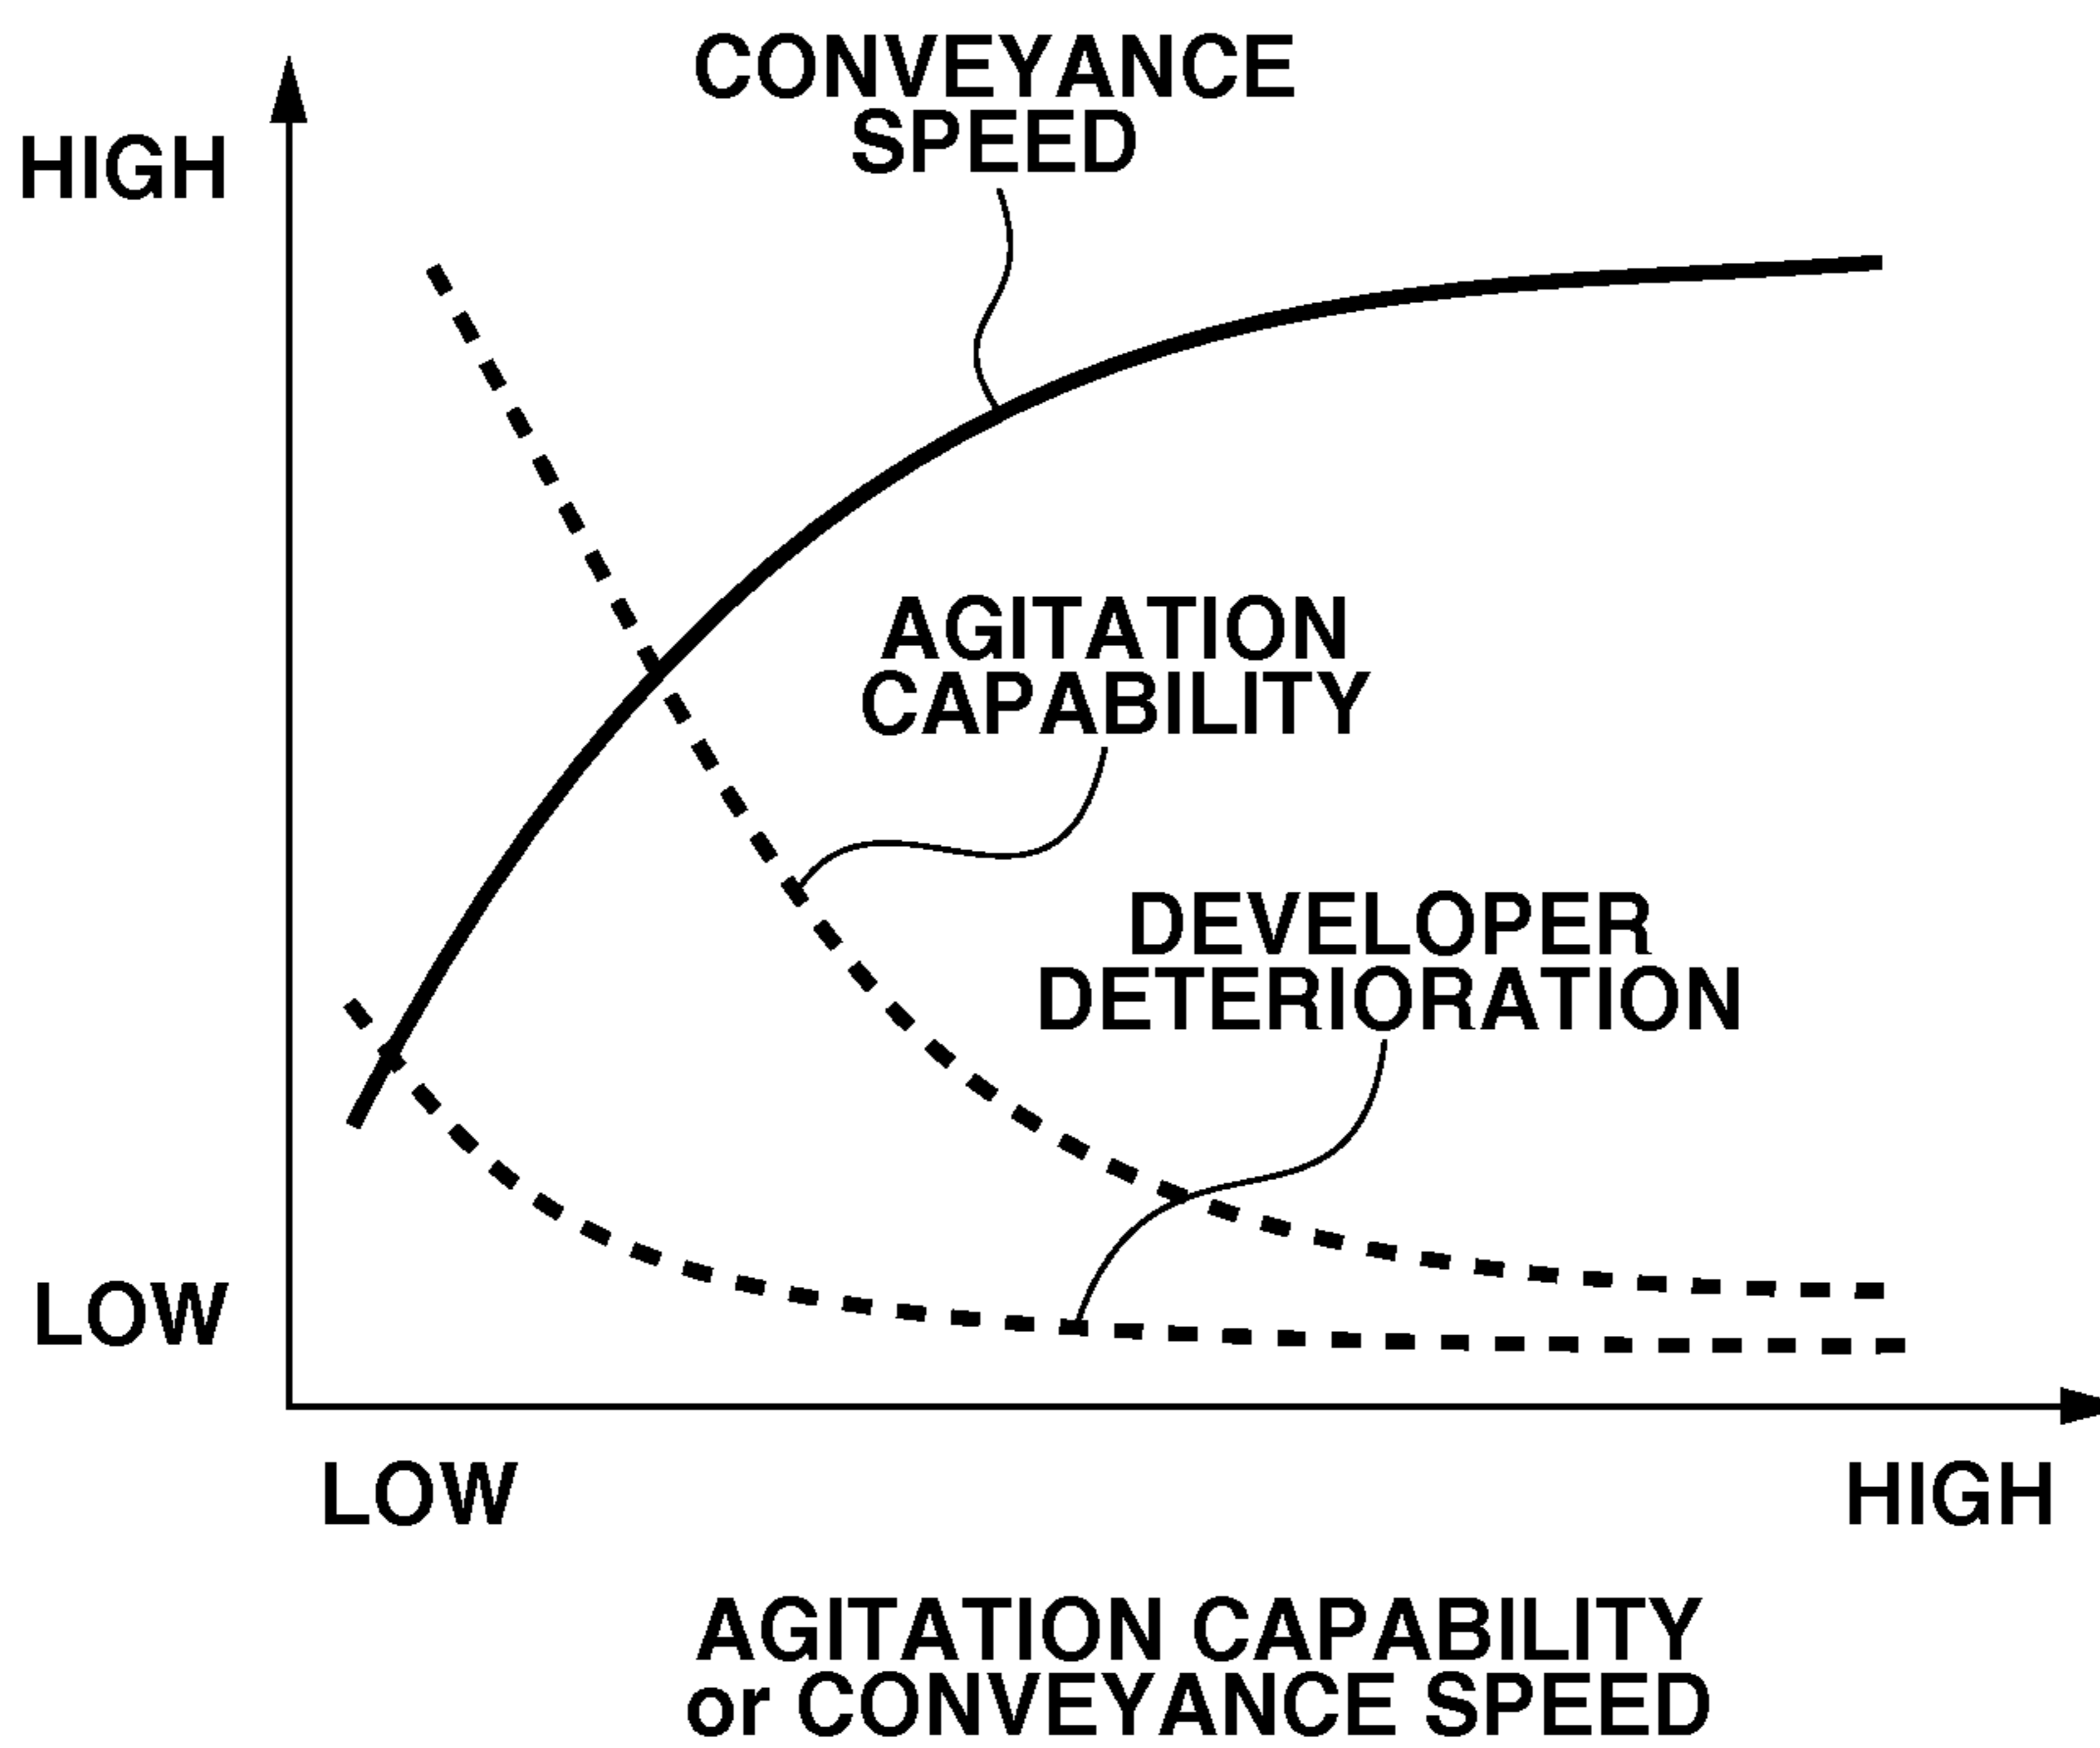 CONVEYANCE
SPEED
HIGH
AGITATION
CAPABILITY
DEVELOPER
DETERIORATION
LOW
LOW
HIGH
AGITATION CAPABILITY
or CONVEYANCE SPEED